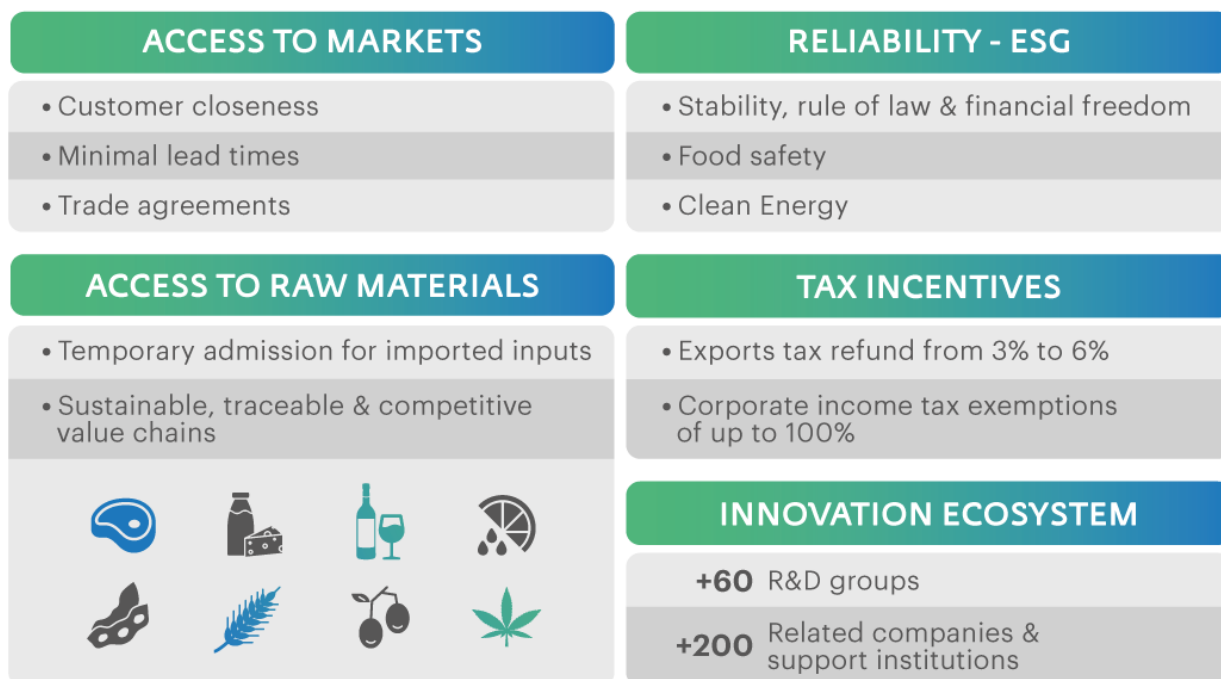 ACCESS TO MARKETS
• Customer closeness
• Minimal lead times
• Trade agreements
ACCESS TO RAW MATERIALS
• Temporary admission for imported inputs
• Sustainable, traceable & competitive
value chains
RELIABILITY - ESG
• Stability, rule of law & financial freedom
• Food safety
• Clean Energy
TAX INCENTIVES
• Exports tax refund from 3% to 6%
• Corporate income tax exemptions
of up to 100%
INNOVATION ECOSYSTEM
+60 R&D groups
+200 Related companies &
support institutions